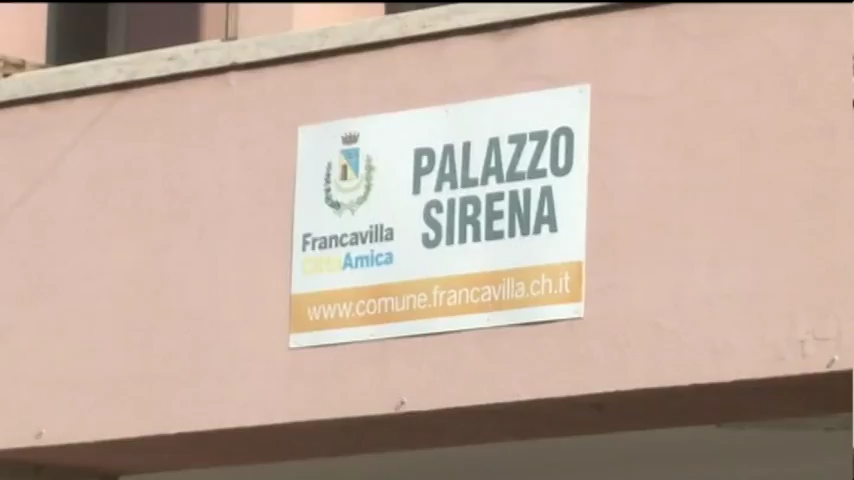 PALAZZO
SIRENA
Francavilla
Città Amica
www.comune.francavilla.ch.it